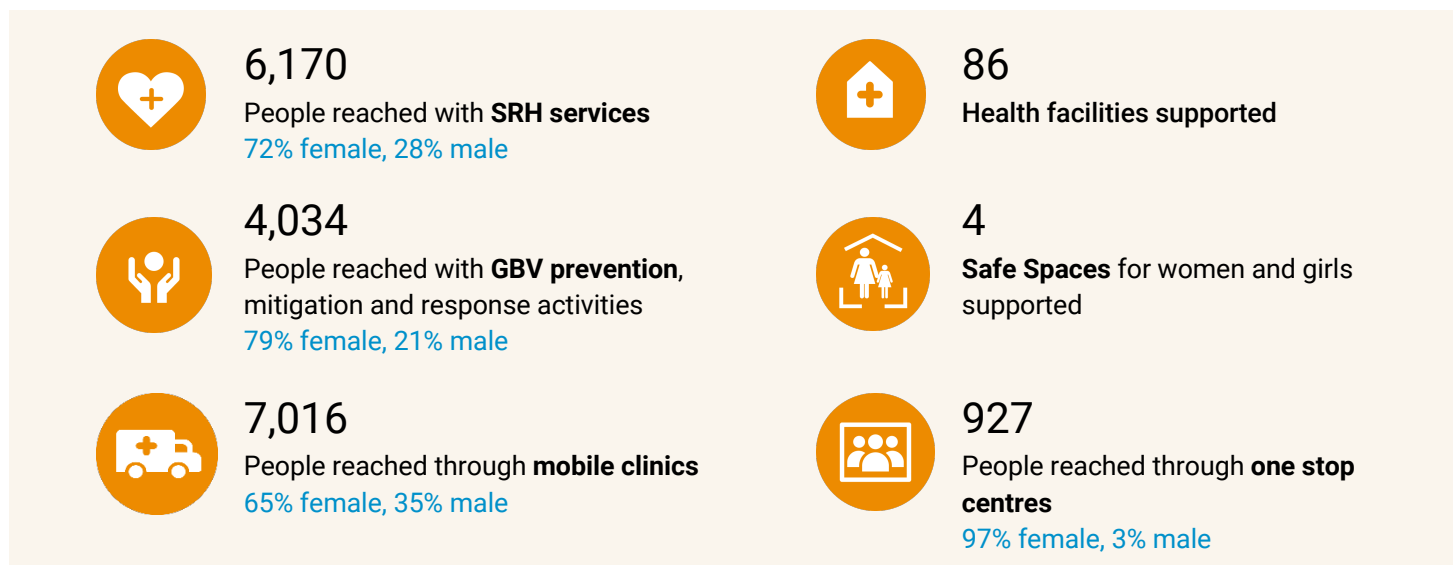 6,170
People reached with SRH services
72% female, 28% male
86
Health facilities supported
4,034
People reached with GBV prevention,
mitigation and response activities
79% female, 21% male
4
Safe Spaces for women and girls
supported
7,016
People reached through mobile clinics
65% female, 35% male
927
People reached through one stop
centres
97% female, 3% male